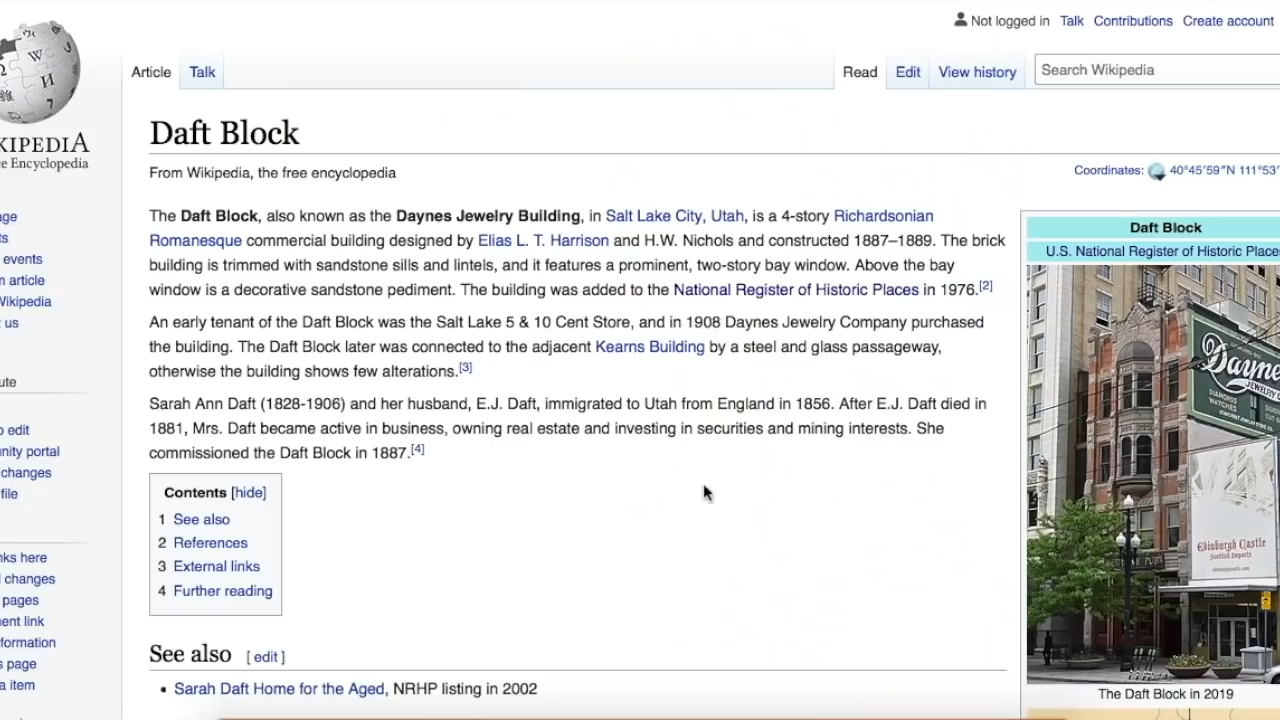 Not logged in Talk Contributions Create account
Article Talk Read Edit View history Search Wikipedia
KIPEDIA
Encyclopedia
Daft Block
From Wikipedia, the free encyclopedia
Coordinates: 40°45′59″N 111°53′
The Daft Block, also known as the Daynes Jewelry Building, in Salt Lake City, Utah, is a 4-story Richardsonian
Romanesque commercial building designed by Elias L. T. Harrison and H.W. Nichols and constructed 1887–1889. The brick
building is trimmed with sandstone sills and lintels, and it features a prominent, two-story bay window. Above the bay
window is a decorative sandstone pediment. The building was added to the National Register of Historic Places in 1976.[2]
An early tenant of the Daft Block was the Salt Lake 5 & 10 Cent Store, and in 1908 Daynes Jewelry Company purchased
the building. The Daft Block later was connected to the adjacent Kearns Building by a steel and glass passageway,
otherwise the building shows few alterations.[3]
Sarah Ann Daft (1828-1906) and her husband, E.J. Daft, immigrated to Utah from England in 1856. After E.J. Daft died in
1881, Mrs. Daft became active in business, owning real estate and investing in securities and mining interests. She
commissioned the Daft Block in 1887.[4]
Contents [hide]
1 See also
2 References
3 External links
4 Further reading
See also [ edit ]
• Sarah Daft Home for the Aged, NRHP listing in 2002
age
ts
events
article
Wikipedia
us
ute
o edit
nity portal
changes
file
nks here
changes
pages
ent link
formation
s page
a item
Daft Block
U.S. National Register of Historic Place
Dayne
JEWELRY
DIAMONDS
WATCHES
Edinburgh Castle
Scottish Imports
The Daft Block in 2019